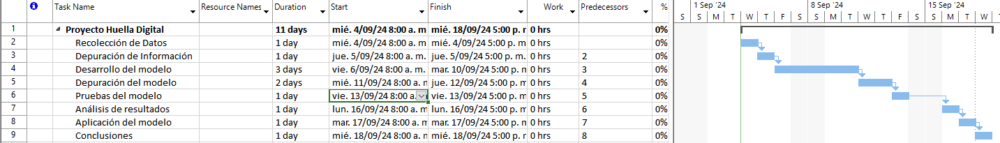 Task Name Resource Names Duration Start Finish Work Predecessors % 1 Sep '24 8 Sep '24 15 Sep '24
S S M T W T F S S M T W T F S S M T W
1 Proyecto Huella Digital 11 days mié. 4/09/24 8:00 a. m mié. 18/09/24 5:00 p. m 0 hrs 0%
2 Recolección de Datos 1 day mié. 4/09/24 8:00 a. m mié. 4/09/24 5:00 p. m 0 hrs 0%
3 Depuración de Información 1 day jue. 5/09/24 8:00 a. m. jue. 5/09/24 5:00 p. m. 0 hrs 2 0%
4 Desarrollo del modelo 3 days vie. 6/09/24 8:00 a. m. mar. 10/09/24 5:00 p. m 0 hrs 3 0%
5 Depuración del modelo 2 days mié. 11/09/24 8:00 a. m jue. 12/09/24 5:00 p. m 0 hrs 4 0%
6 Pruebas del modelo 1 day vie. 13/09/24 8:00 a. vie. 13/09/24 5:00 p. m 0 hrs 5 0%
7 Análisis de resultados 1 day lun. 16/09/24 8:00 a. m lun. 16/09/24 5:00 p. m 0 hrs 6 0%
8 Aplicación del modelo 1 day mar. 17/09/24 8:00 a. m mar. 17/09/24 5:00 p. m 0 hrs 7 0%
9 Conclusiones 1 day mié. 18/09/24 8:00 a. m mié. 18/09/24 5:00 p. m 0 hrs 8 0%